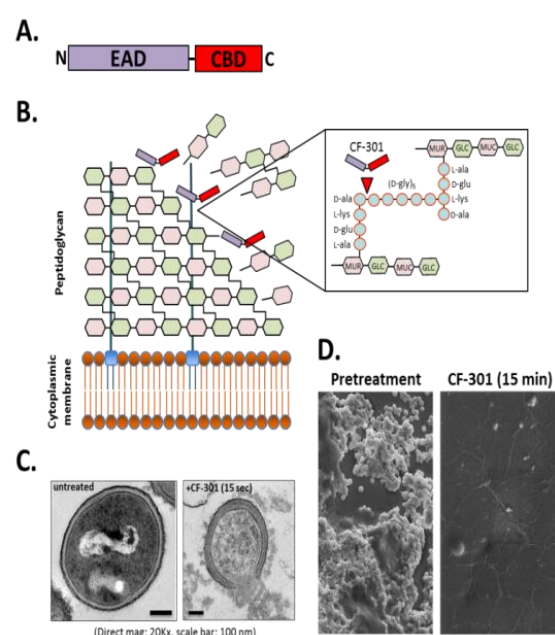 A.
N EAD CBD C
B.
Peptidoglycan
Cytoplasmic
membrane
CF-301
MUR GLC MUC GLC
L-ala
D-glu
(D-gly)5
D-ala L-lys
L-lys D-ala
D-glu
L-ala
MUR GLC MUC GLC
C.
untreated
+CF-301 (15 sec)
(Direct mag: 20Kx, scale bar: 100 nm)
D.
Pretreatment CF-301 (15 min)